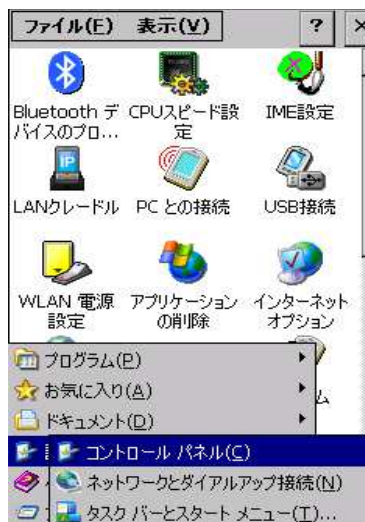 ファイル(F) 表示(V) ? ×
Bluetooth デバイスのプロ...
CPUスピード設定
IME設定
LANクレードル
PC との接続
USB接続
WLAN 電源設定
アプリケーションの削除
インターネット オプション
ム
プログラム(P)
お気に入り(A)
ドキュメント(D)
コントロール パネル(C)
ネットワークとダイアルアップ接続(N)
タスク バーとスタート メニュー(T)...